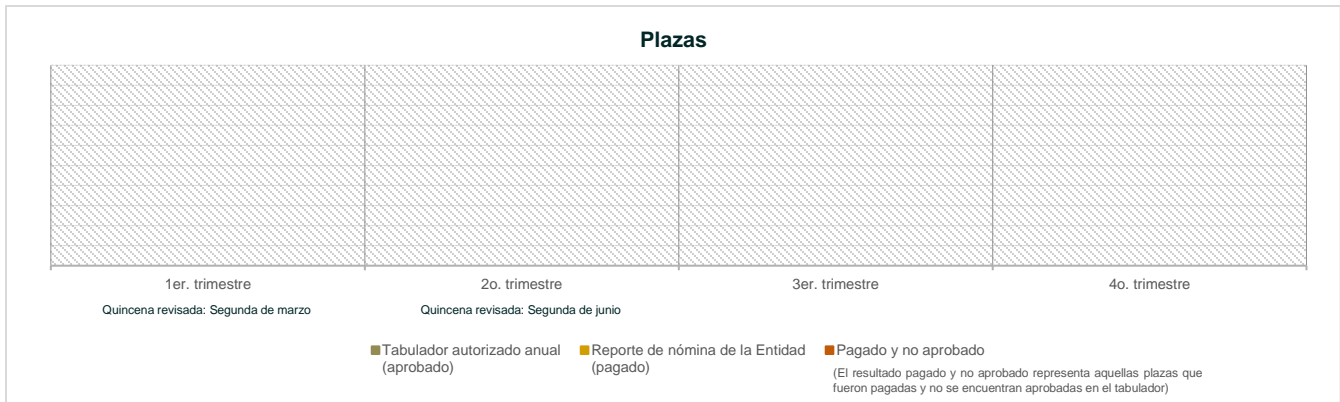 Plazas
1er. trimestre
2o. trimestre
3er. trimestre
4o. trimestre
Quincena revisada: Segunda de marzo
Quincena revisada: Segunda de junio
Tabulador autorizado anual
(aprobado)
Reporte de nómina de la Entidad
(pagado)
Pagado y no aprobado
(El resultado pagado y no aprobado representa aquellas plazas que
fueron pagadas y no se encuentran aprobadas en el tabulador)